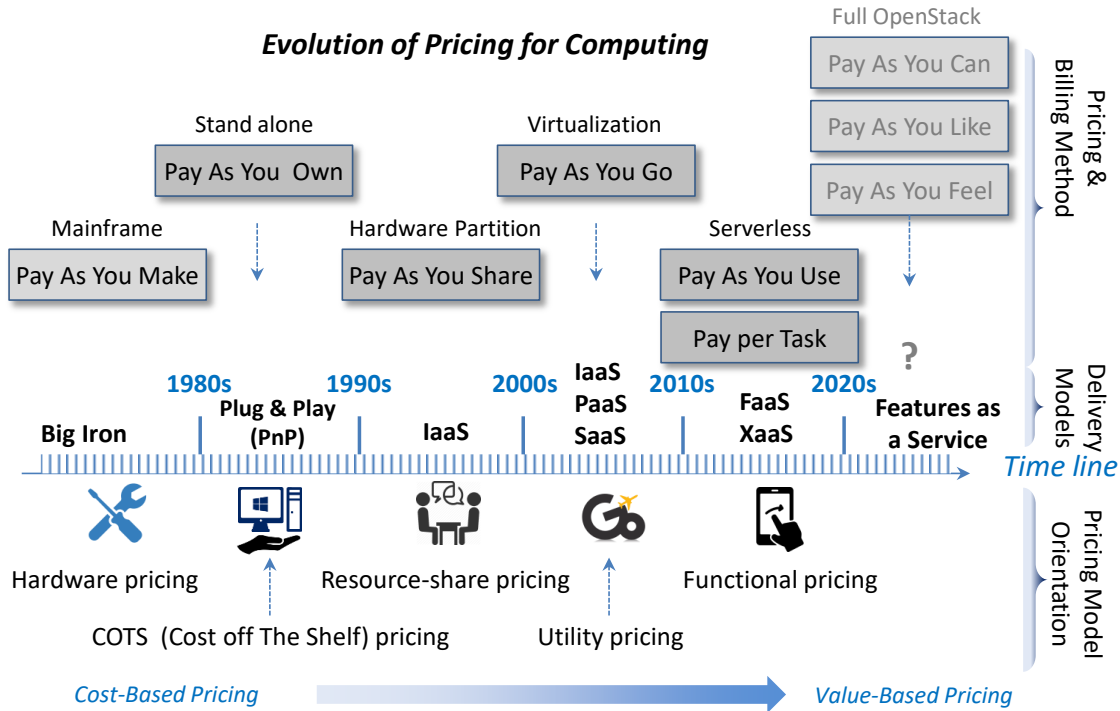 Full OpenStack
Evolution of Pricing for Computing
Pay As You Can
Pay As You Like
Pay As You Feel
Pricing &
Billing Method
Stand alone
Pay As You Own
Virtualization
Pay As You Go
Mainframe
Pay As You Make
Hardware Partition
Pay As You Share
Serverless
Pay As You Use
Pay per Task
?
1980s
1990s
2000s
2010s
2020s
Delivery
Models
Big Iron
Plug & Play
(PnP)
IaaS
IaaS
PaaS
SaaS
FaaS
XaaS
Features as
a Service
Time line
Go
Hardware pricing
Resource-share pricing
Functional pricing
COTS (Cost off The Shelf) pricing
Utility pricing
Pricing Model
Orientation
Cost-Based Pricing
Value-Based Pricing